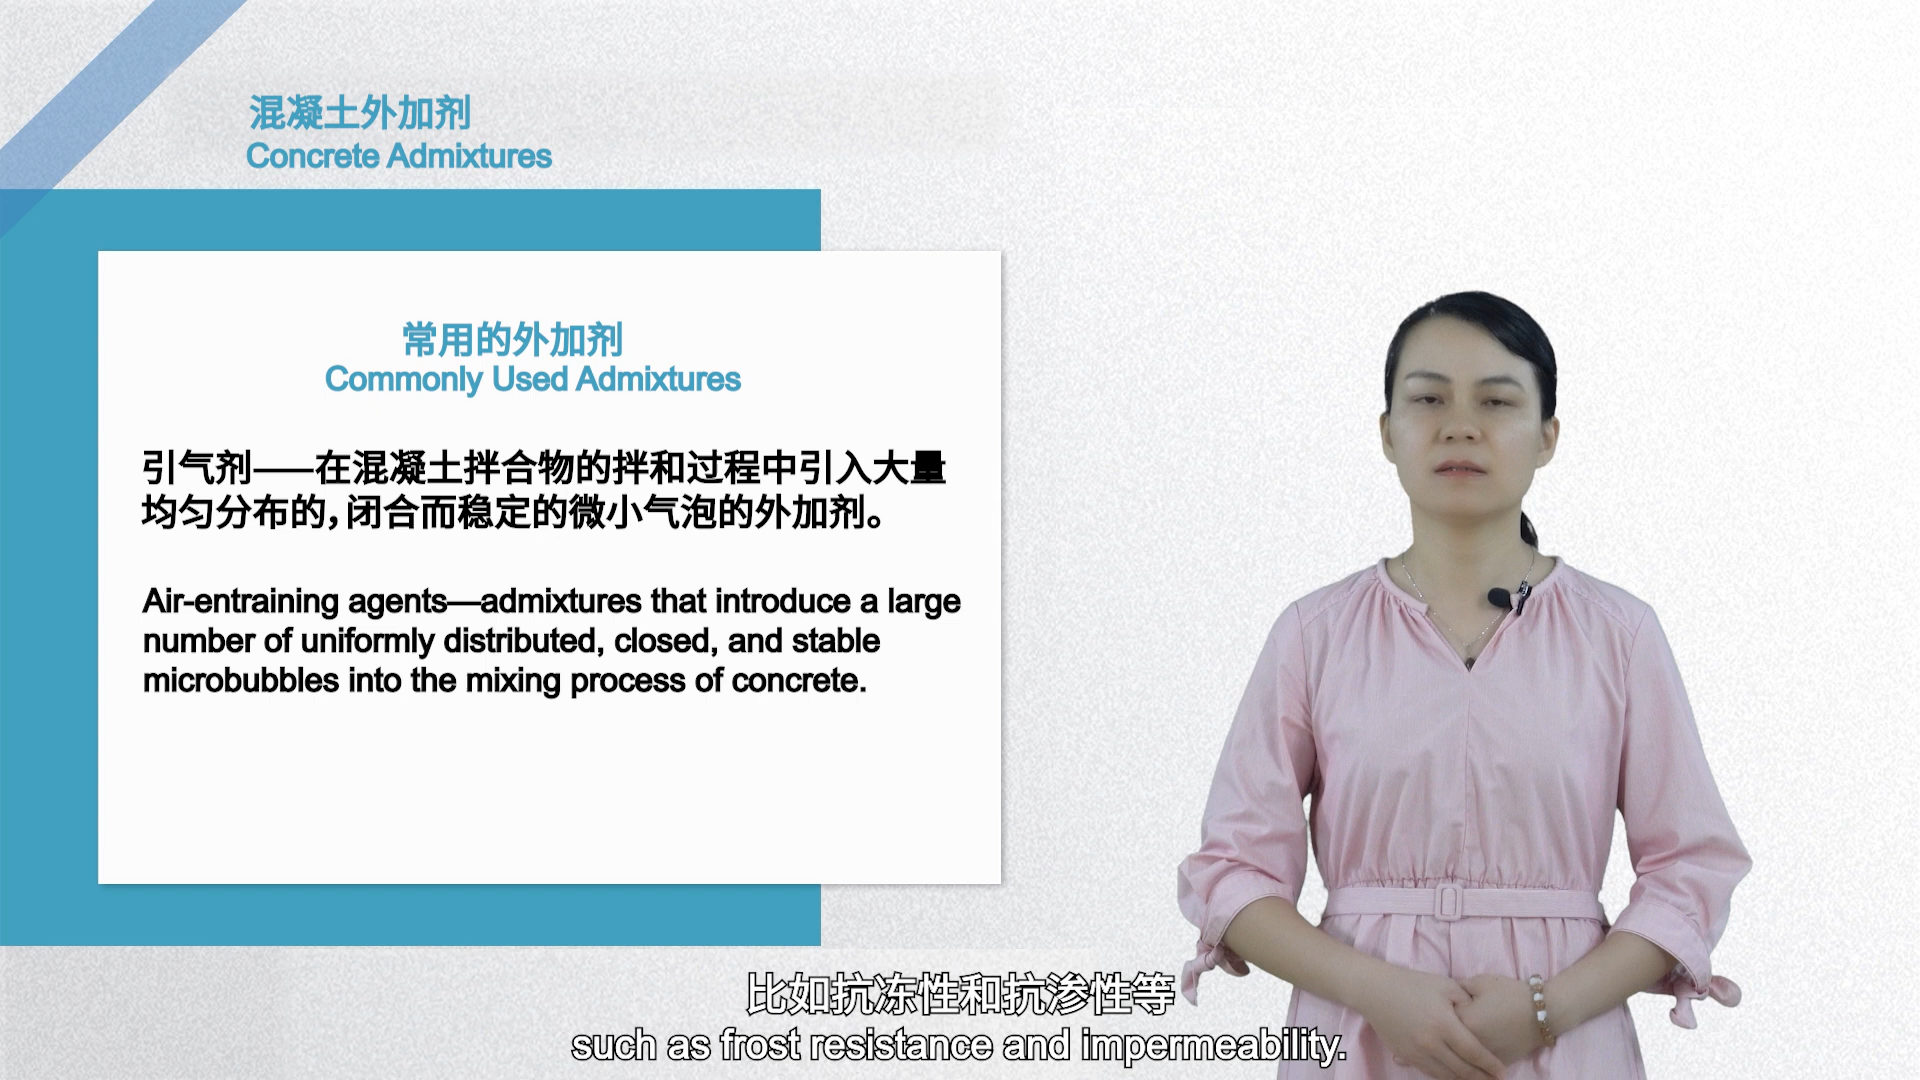 混凝土外加剂
Concrete Admixtures
常用的外加剂
Commonly Used Admixtures
引气剂——在混凝土拌合物的拌和过程中引入大量
均匀分布的,闭合而稳定的微小气泡的外加剂。
Air-entraining agents—admixtures that introduce a large
number of uniformly distributed, closed, and stable
microbubbles into the mixing process of concrete.
比如抗冻性和抗渗性等
such as frost resistance and impermeability.